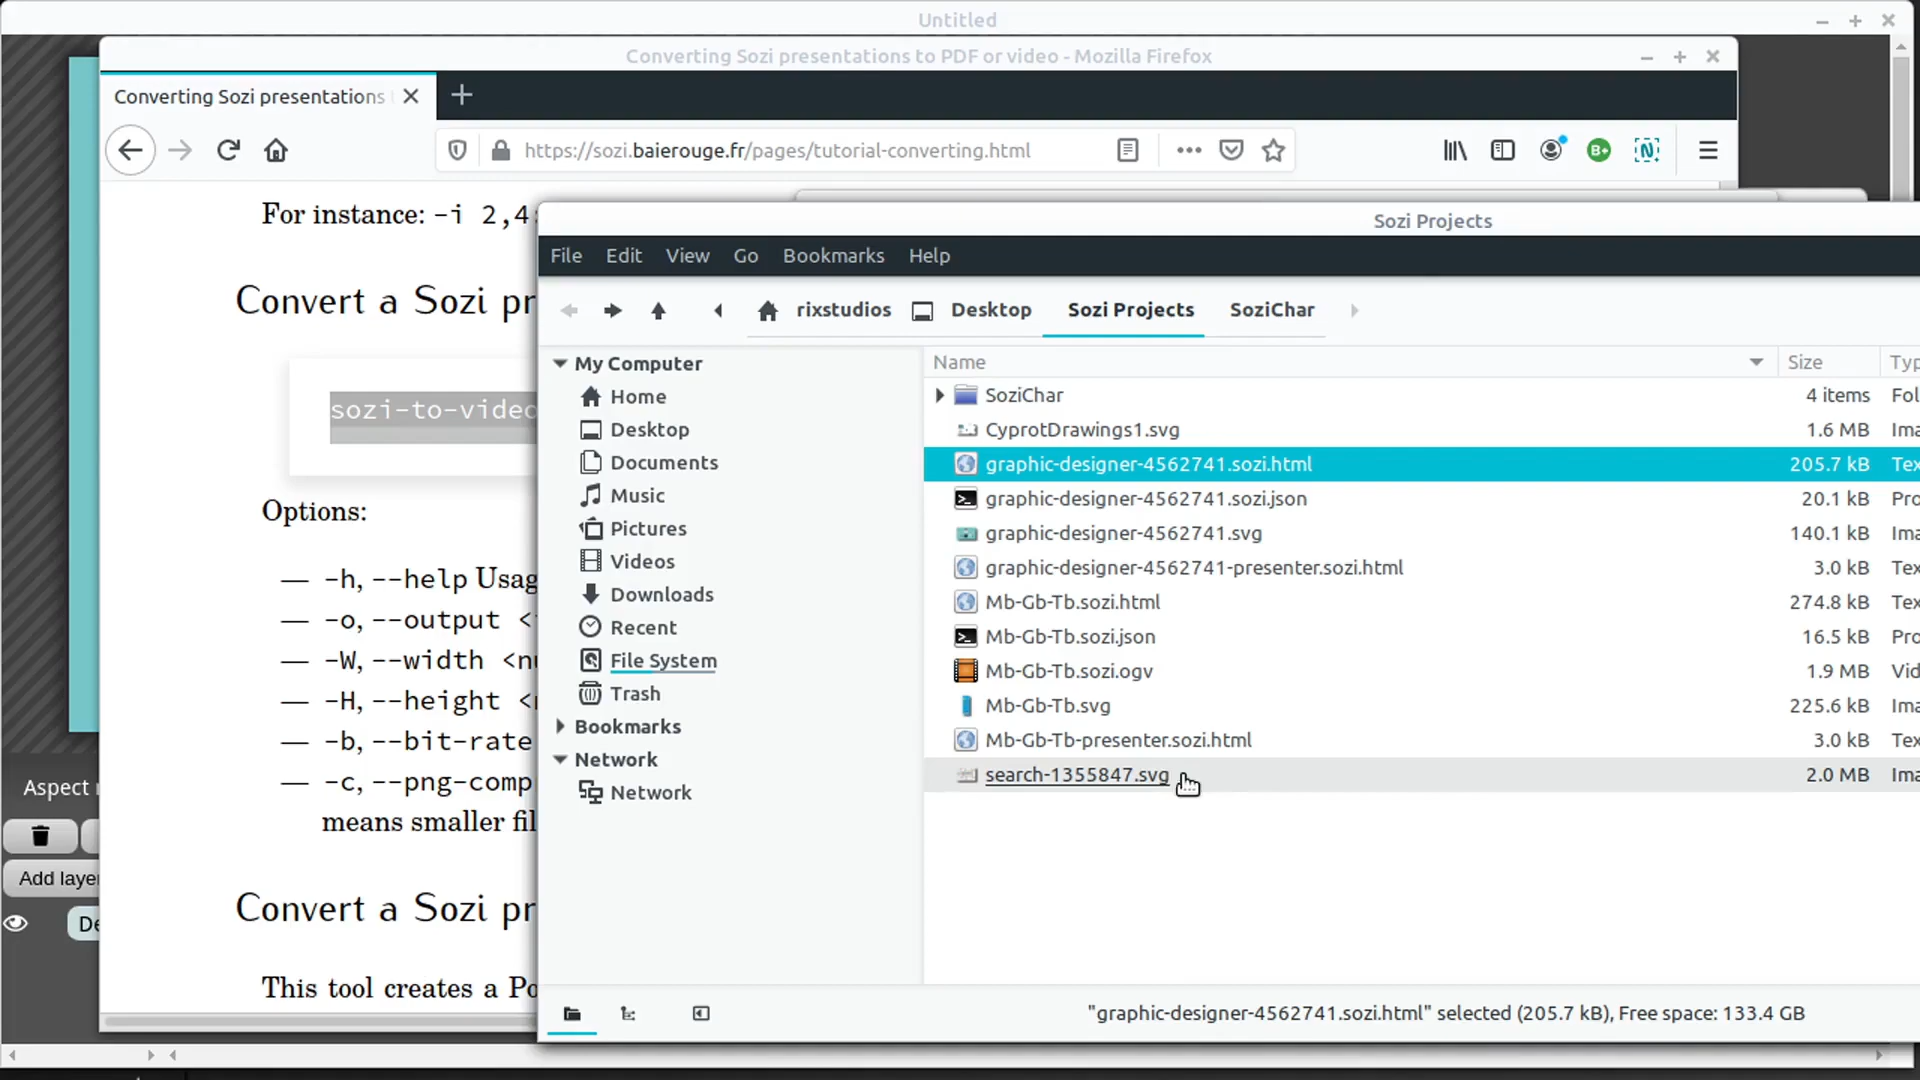 Untitled
Converting Sozi presentations to PDF or video - Mozilla Firefox
Converting Sozi presentations
https://sozi.baierouge.fr/pages/tutorial-converting.html
For instance: -i 2,4
Convert a Sozi pr
sozi-to-video
Options:
— -h, --help Usag
— -o, --output <
— -W, --width <nu
— -H, --height <
— -b, --bit-rate
— -c, --png-comp
means smaller fil
Convert a Sozi pr
This tool creates a Po
Aspect
Add layer
De
Sozi Projects
File Edit View Go Bookmarks Help
rixstudios Desktop Sozi Projects SoziChar
My Computer
Home
Desktop
Documents
Music
Pictures
Videos
Downloads
Recent
File System
Trash
Bookmarks
Network
Network
Name Size Typ
SoziChar 4 items Fol
CyprotDrawings1.svg 1.6 MB Ima
graphic-designer-4562741.sozi.html 205.7 kB Tex
graphic-designer-4562741.sozi.json 20.1 kB Pro
graphic-designer-4562741.svg 140.1 kB Ima
graphic-designer-4562741-presenter.sozi.html 3.0 kB Tex
Mb-Gb-Tb.sozi.html 274.8 kB Tex
Mb-Gb-Tb.sozi.json 16.5 kB Pro
Mb-Gb-Tb.sozi.ogv 1.9 MB Vid
Mb-Gb-Tb.svg 225.6 kB Ima
Mb-Gb-Tb-presenter.sozi.html 3.0 kB Tex
search-1355847.svg 2.0 MB Ima
"graphic-designer-4562741.sozi.html" selected (205.7 kB), Free space: 133.4 GB